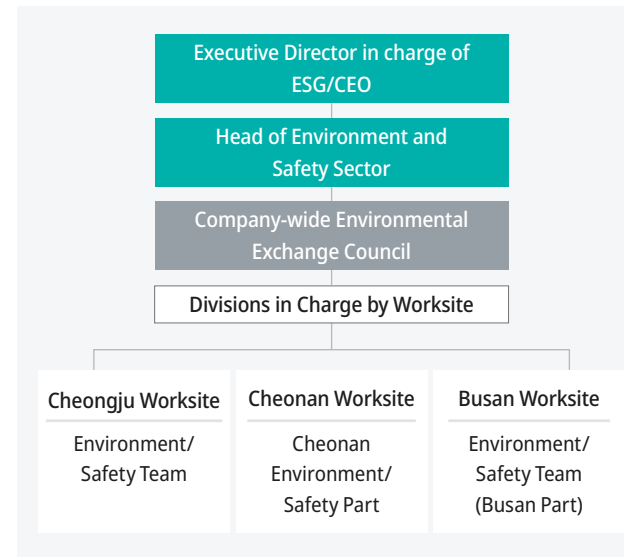 Executive Director in charge of
ESG/CEO
Head of Environment and
Safety Sector
Company-wide Environmental
Exchange Council
Divisions in Charge by Worksite
Cheongju Worksite
Environment/
Safety Team
Cheonan Worksite
Cheonan
Environment/
Safety Part
Busan Worksite
Environment/
Safety Team
(Busan Part)